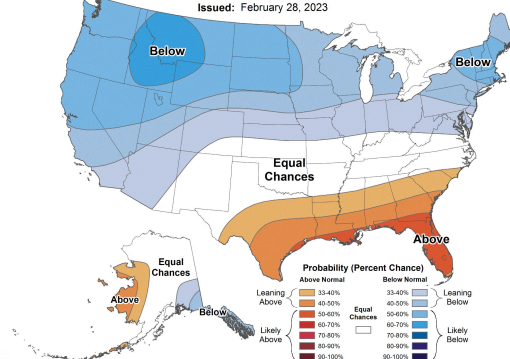 Issued: February 28, 2023
Below
Below
Equal
Chances
Above
Equal
Chances
Above
Below
Probability (Percent Chance)
Above Normal
Below Normal
Leaning
Above
33-40%
40-50%
50-60%
Likely
Above
60-70%
70-80%
80-90%
90-100%
Equal
Chances
33-40%
40-50%
50-60%
60-70%
70-80%
80-90%
90-100%
Leaning
Below
Likely
Below